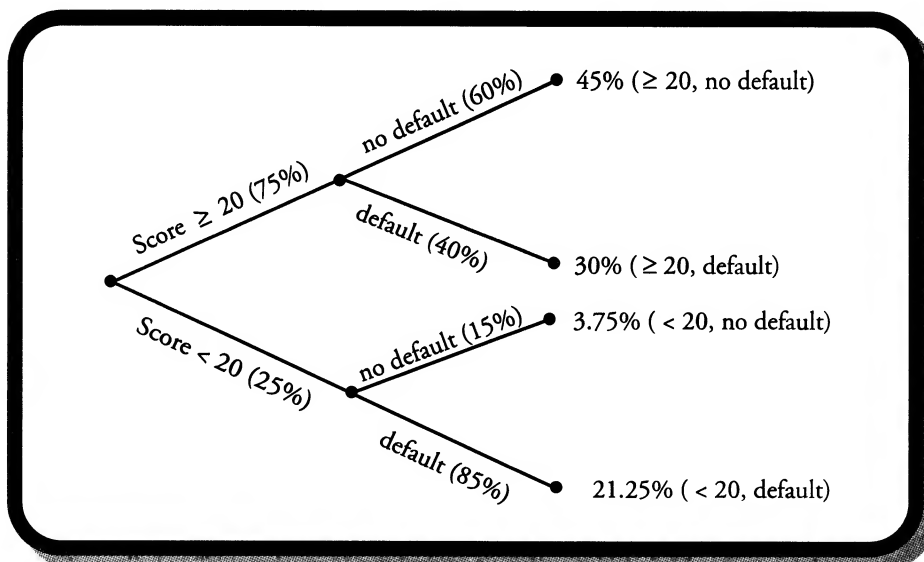 no default (60%)
45% (≥ 20, no default)
Score ≥ 20 (75%)
default (40%)
30% (≥ 20, default)
Score < 20 (25%)
no default (15%)
3.75% ( < 20, no default)
default (85%)
21.25% ( < 20, default)